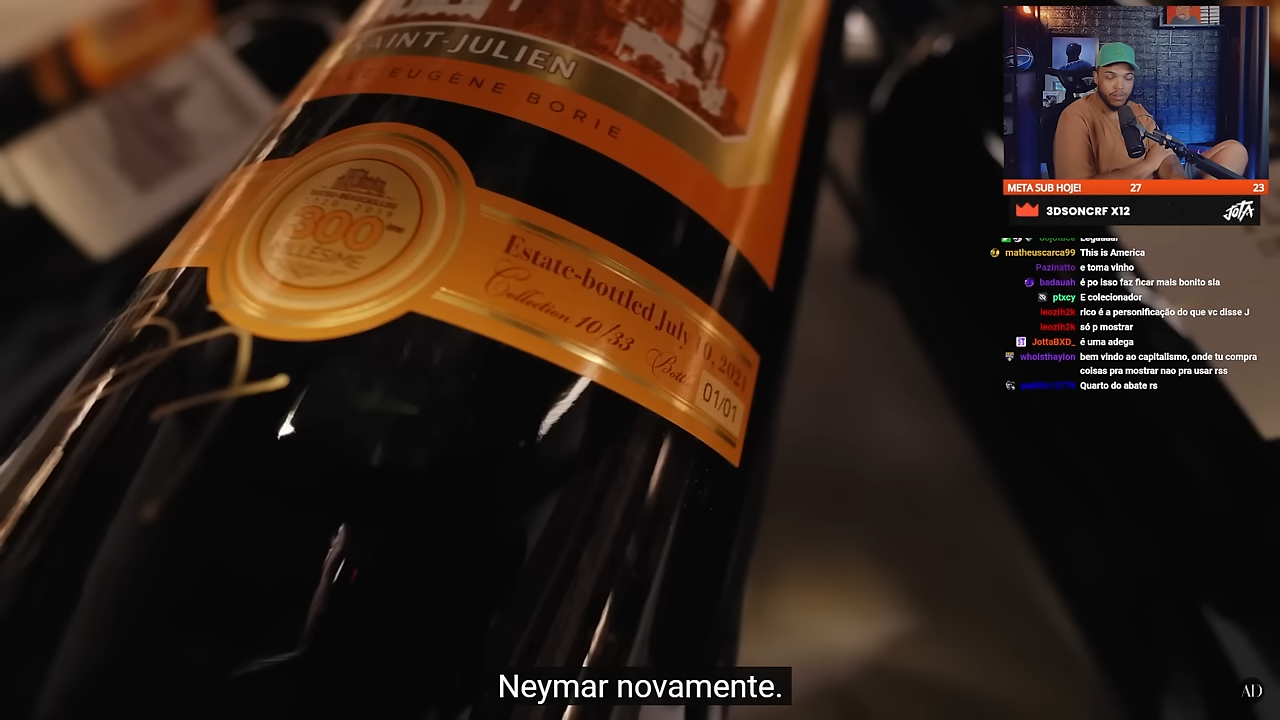 SAINT-JULIEN
EUGÈNE BORIE
300
Estate-bottled July 10, 2021
Collection 10/33
01/01
Neymar novamente.
AD
META SUB HOJE! 27 23
3DSONCRF X12
JOTA
matheuscarca99 This is America
Pazinatto e toma vinho
badauah é po isso faz ficar mais bonito sla
ptxcy E colecionador
leozih2k rico é a personificação do que vc disse J
leozih2k só p mostrar
JottaBXD_ é uma adega
whoisthaylon bem vindo ao capitalismo, onde tu compra
coisas pra mostrar nao pra usar rss
Quarto do abate rs